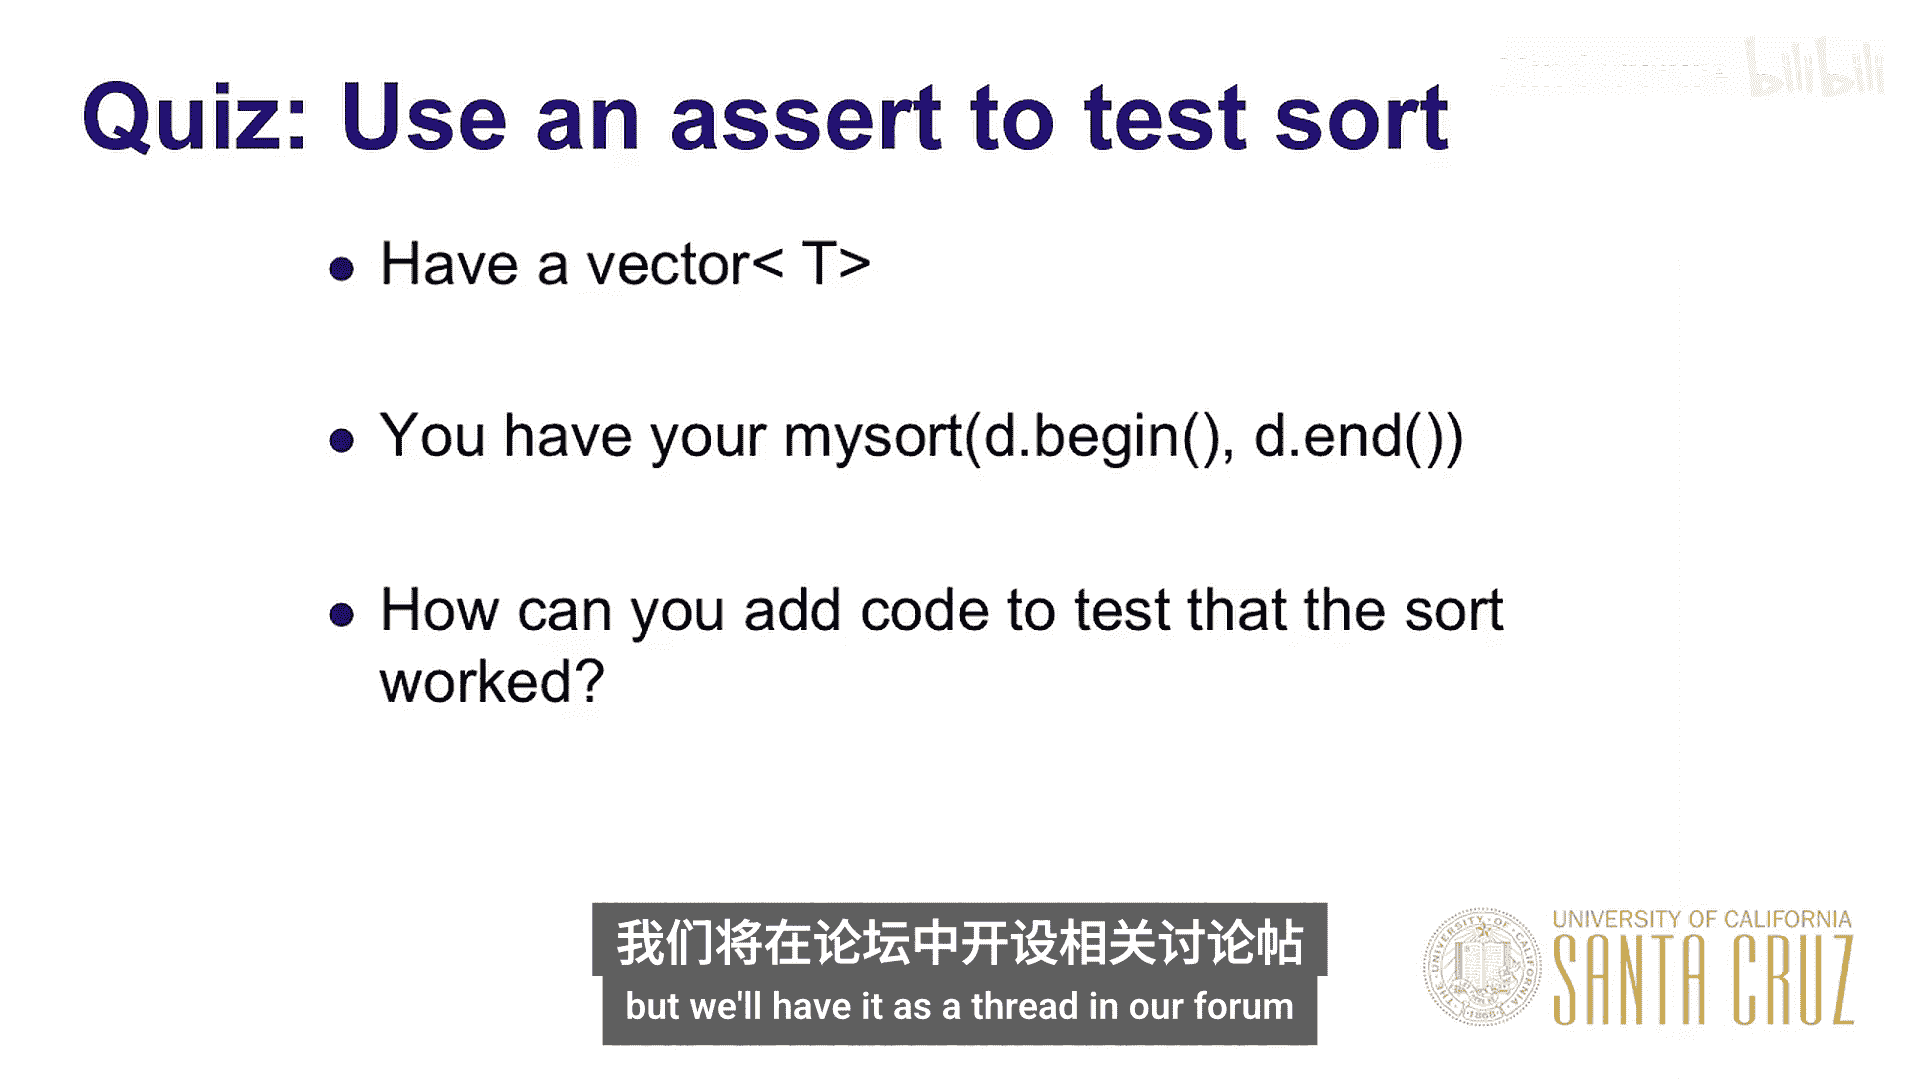 Quiz: Use an assert to test sort
bilibili
● Have a vector< T>
● You have your mysort(d.begin(), d.end())
● How can you add code to test that the sort
worked?
我们将在论坛中开设相关讨论帖
but we'll have it as a thread in our forum
UNIVERSITY OF CALIFORNIA
SANTA CRUZ